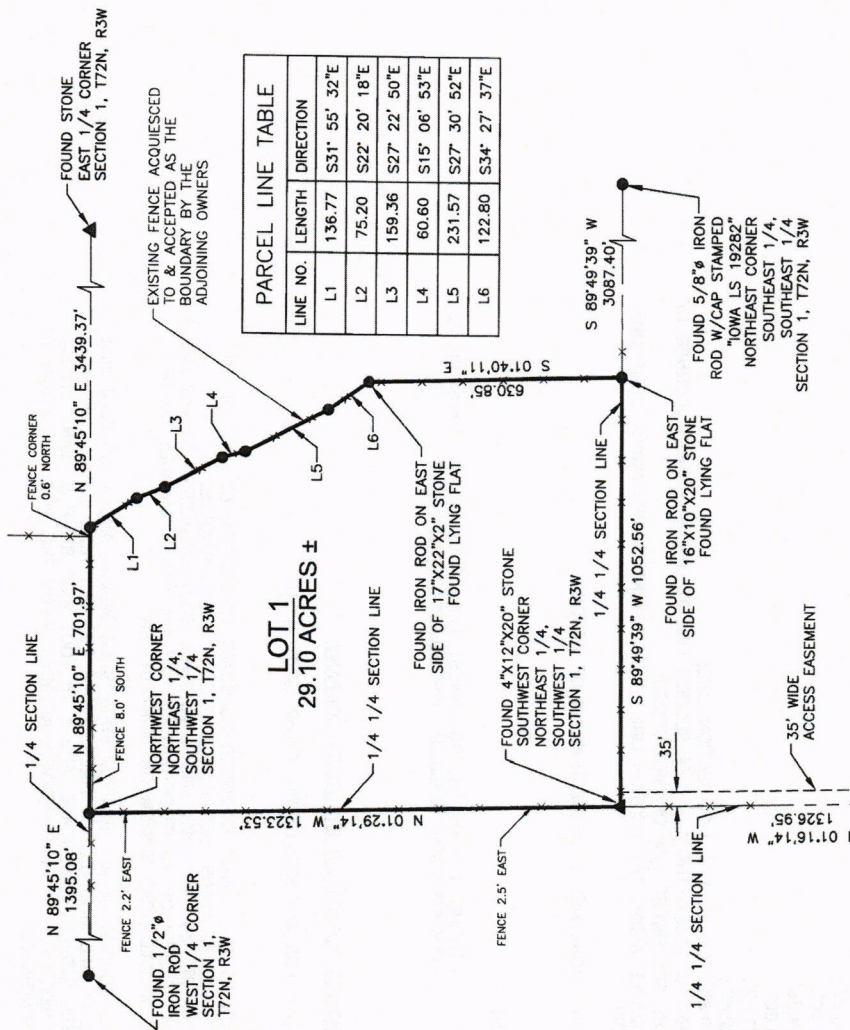 FOUND STONE
EAST 1/4 CORNER
SECTION 1, T72N, R3W
FENCE CORNER
0.6' NORTH
N 89°45'10" E 3439.37'
EXISTING FENCE ACQUIESCED
TO & ACCEPTED AS THE
BOUNDARY BY THE
ADJOINING OWNERS
1/4 SECTION LINE
N 89°45'10" E 701.97'
FENCE 8.0' SOUTH
N 89°45'10" E
1395.08'
FOUND 1/2"ø
IRON ROD
WEST 1/4 CORNER
SECTION 1,
T72N, R3W
NORTHWEST CORNER
NORTHEAST 1/4,
SOUTHWEST 1/4
SECTION 1, T72N, R3W
FENCE 2.2' EAST
L1
L2
L3
L4
L5
L6
PARCEL LINE TABLE
LINE NO. LENGTH DIRECTION
L1 136.77 S31° 55' 32"E
L2 75.20 S22° 20' 18"E
L3 159.36 S27° 22' 50"E
L4 60.60 S15° 06' 53"E
L5 231.57 S27° 30' 52"E
L6 122.80 S34° 27' 37"E
LOT 1
29.10 ACRES ±
1/4 1/4 SECTION LINE
N 01°29'14" W 1323.53'
FENCE 2.5' EAST
FOUND IRON ROD ON EAST
SIDE OF 17"X22"X2" STONE
FOUND LYING FLAT
S 01°40'11" E
630.85'
FOUND 4"X12"X20" STONE
SOUTHWEST CORNER
NORTHEAST 1/4,
SOUTHWEST 1/4
SECTION 1, T72N, R3W
1/4 1/4 SECTION LINE
S 89°49'39" W 1052.56'
S 89°49'39" W
3087.40'
FOUND IRON ROD ON EAST
SIDE OF 16"X10"X20" STONE
FOUND LYING FLAT
FOUND 5/8"ø IRON
ROD W/CAP STAMPED
"IOWA LS 19282"
NORTHEAST CORNER
SOUTHEAST 1/4,
SOUTHEAST 1/4
SECTION 1, T72N, R3W
35'
35' WIDE
ACCESS EASEMENT
1/4 1/4 SECTION LINE
N 01°16'14" W
1326.95'